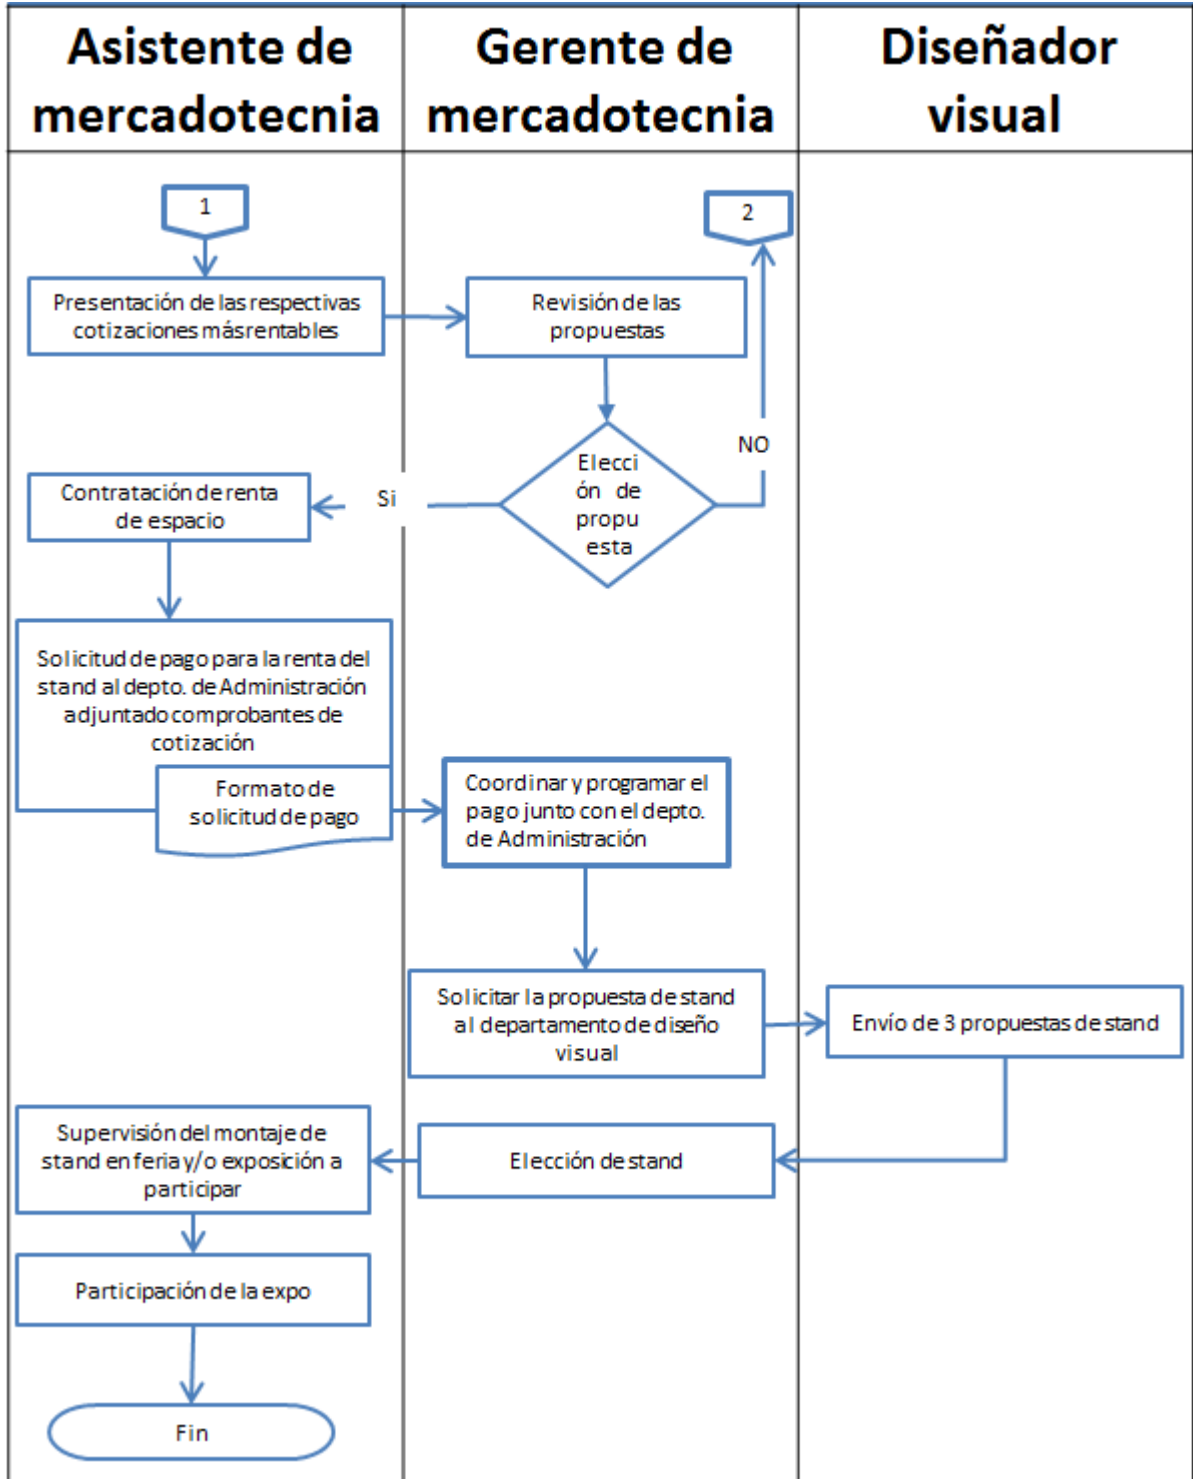 Asistente de
mercadotecnia
Gerente de
mercadotecnia
Diseñador
visual
1
2
Presentación de las respectivas
cotizaciones más rentables
Revisión de las
propuestas
NO
Elecci
ón de
propu
esta
Si
Contratación de renta
de espacio
Solicitud de pago para la renta del
stand al depto. de Administración
adjuntado comprobantes de
cotización
Formato de
solicitud de pago
Coordinar y programar el
pago junto con el depto.
de Administración
Solicitar la propuesta de stand
al departamento de diseño
visual
Envío de 3 propuestas de stand
Elección de stand
Supervisión del montaje de
stand en feria y/o exposición a
participar
Participación de la expo
Fin